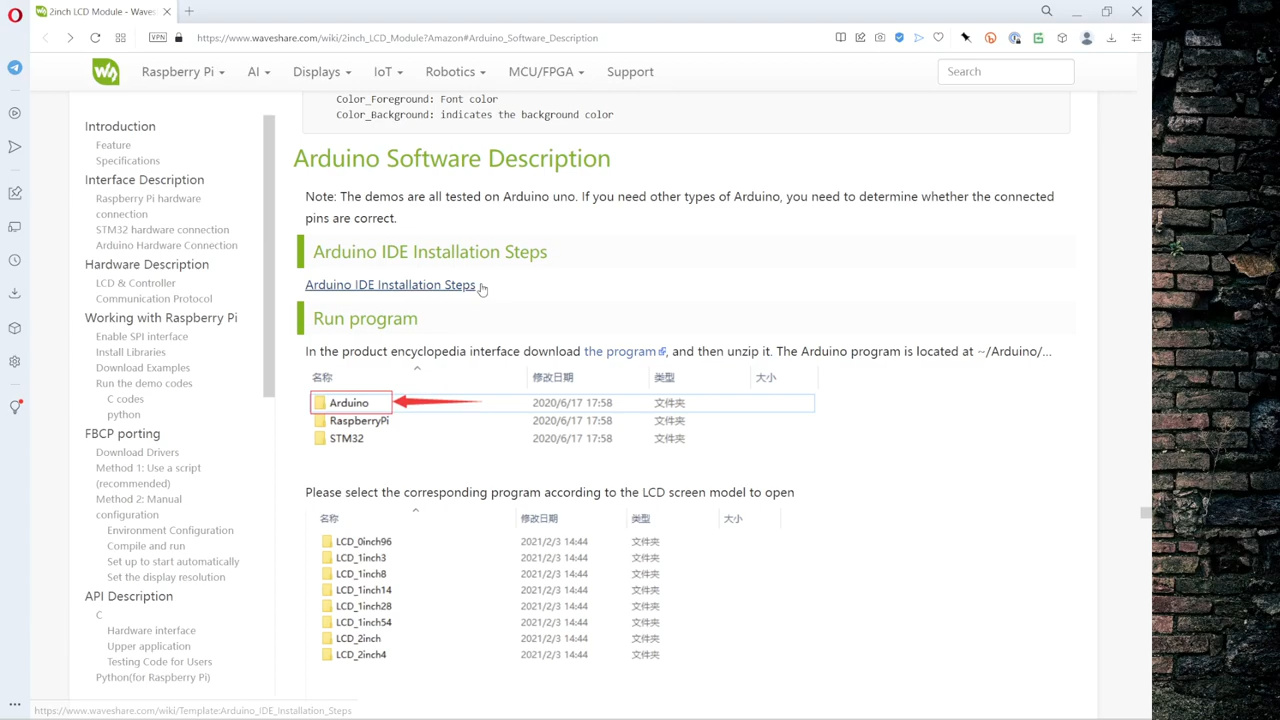 2inch LCD Module - Waves
VPN
https://www.waveshare.com/wiki/2inch_LCD_Module?Amazon#Arduino_Software_Description
Raspberry Pi
AI
Displays
IoT
Robotics
MCU/FPGA
Support
Search
Introduction
Feature
Specifications
Interface Description
Raspberry Pi hardware
connection
STM32 hardware connection
Arduino Hardware Connection
Hardware Description
LCD & Controller
Communication Protocol
Working with Raspberry Pi
Enable SPI interface
Install Libraries
Download Examples
Run the demo codes
C codes
python
FBCP porting
Download Drivers
Method 1: Use a script
(recommended)
Method 2: Manual
configuration
Environment Configuration
Compile and run
Set up to start automatically
Set the display resolution
API Description
C
Hardware interface
Upper application
Testing Code for Users
Python(for Raspberry Pi)
Color_Foreground: Font color
Color_Background: indicates the background color
Arduino Software Description
Note: The demos are all tested on Arduino uno. If you need other types of Arduino, you need to determine whether the connected
pins are correct.
Arduino IDE Installation Steps
Arduino IDE Installation Steps
Run program
In the product encyclopedia interface download the program, and then unzip it. The Arduino program is located at ~/Arduino/…
名称 修改日期 类型 大小
Arduino 2020/6/17 17:58 文件夹
RaspberryPi 2020/6/17 17:58 文件夹
STM32 2020/6/17 17:58 文件夹
Please select the corresponding program according to the LCD screen model to open
名称 修改日期 类型 大小
LCD_0inch96 2021/2/3 14:44 文件夹
LCD_1inch3 2021/2/3 14:44 文件夹
LCD_1inch8 2021/2/3 14:44 文件夹
LCD_1inch14 2021/2/3 14:44 文件夹
LCD_1inch28 2021/2/3 14:44 文件夹
LCD_1inch54 2021/2/3 14:44 文件夹
LCD_2inch 2021/2/3 14:44 文件夹
LCD_2inch4 2021/2/3 14:44 文件夹
https://www.waveshare.com/wiki/Template:Arduino_IDE_Installation_Steps